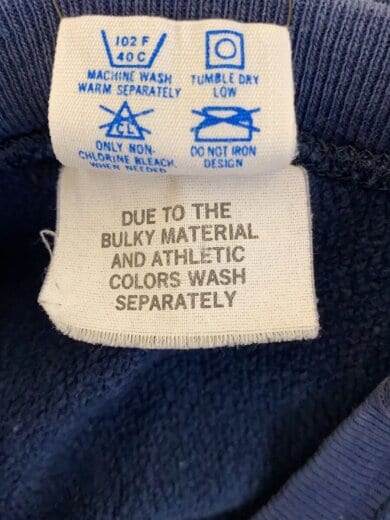 102 F
40 C
MACHINE WASH
WARM SEPARATELY
TUMBLE DRY
LOW
CL
ONLY NON-
CHLORINE BLEACH,
WHEN NEEDED
DO NOT IRON
DESIGN
DUE TO THE
BULKY MATERIAL
AND ATHLETIC
COLORS WASH
SEPARATELY